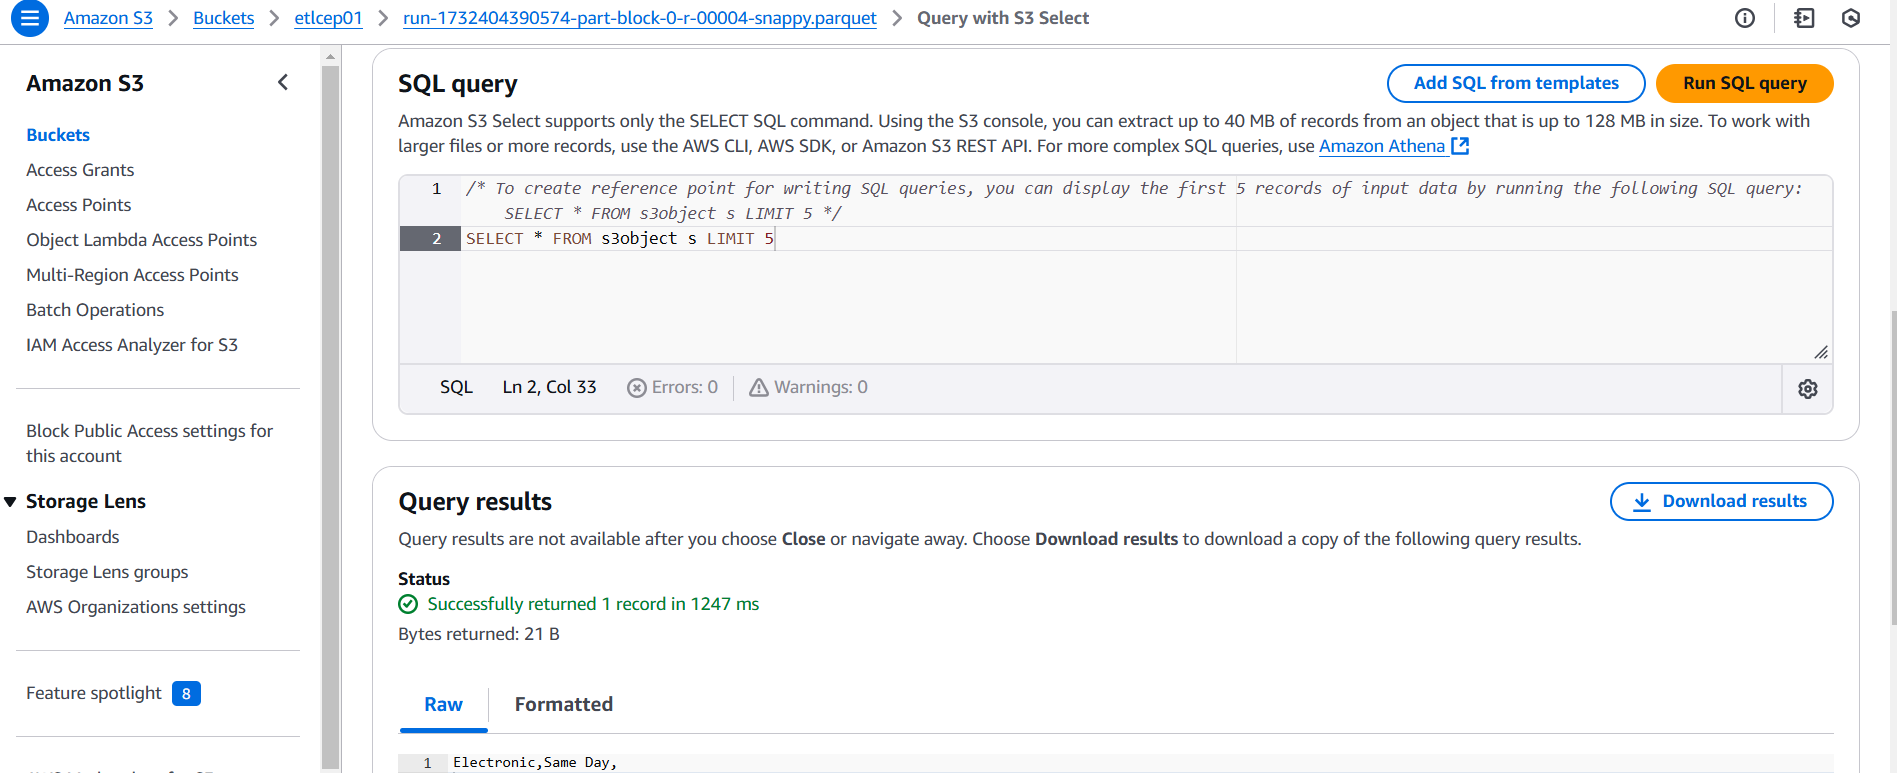 Amazon S3 > Buckets > etlcep01 > run-1732404390574-part-block-0-r-00004-snappy.parquet > Query with S3 Select
Amazon S3
Buckets
Access Grants
Access Points
Object Lambda Access Points
Multi-Region Access Points
Batch Operations
IAM Access Analyzer for S3
Block Public Access settings for
this account
Storage Lens
Dashboards
Storage Lens groups
AWS Organizations settings
Feature spotlight 8
SQL query
Add SQL from templates
Run SQL query
Amazon S3 Select supports only the SELECT SQL command. Using the S3 console, you can extract up to 40 MB of records from an object that is up to 128 MB in size. To work with
larger files or more records, use the AWS CLI, AWS SDK, or Amazon S3 REST API. For more complex SQL queries, use Amazon Athena
1 /* To create reference point for writing SQL queries, you can display the first 5 records of input data by running the following SQL query:
SELECT * FROM s3object s LIMIT 5 */
2 SELECT * FROM s3object s LIMIT 5
SQL Ln 2, Col 33 Errors: 0 Warnings: 0
Query results
Download results
Query results are not available after you choose Close or navigate away. Choose Download results to download a copy of the following query results.
Status
Successfully returned 1 record in 1247 ms
Bytes returned: 21 B
Raw
Formatted
1 Electronic,Same Day,